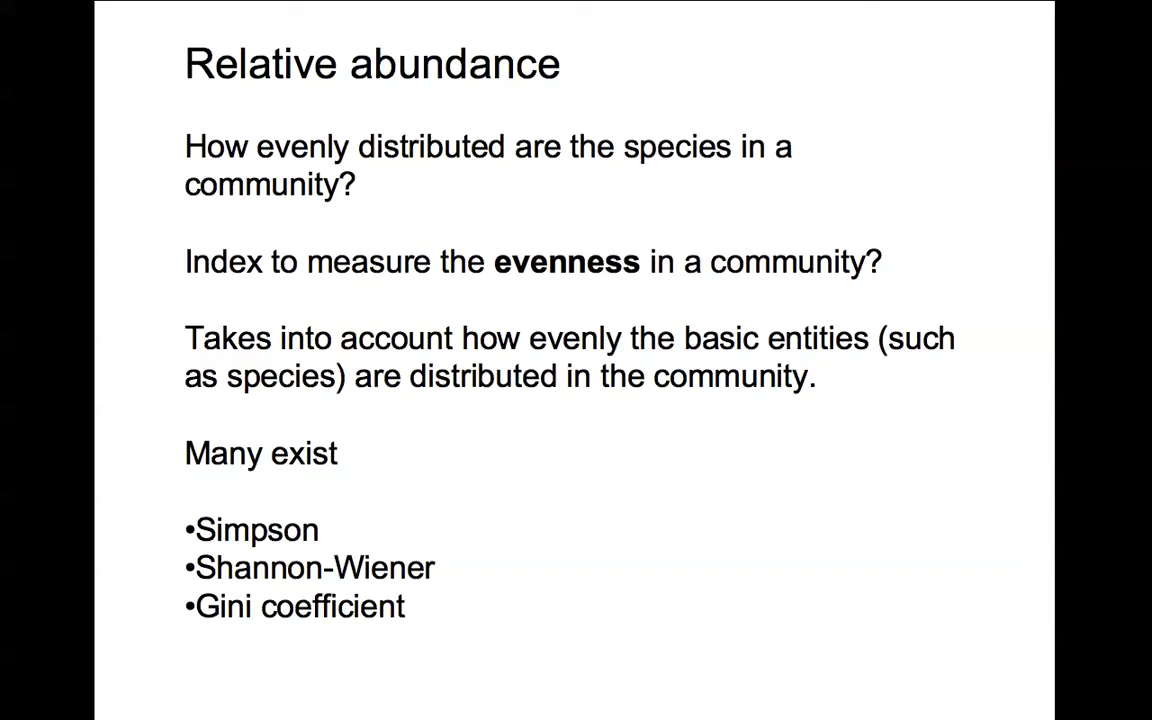 Relative abundance
How evenly distributed are the species in a
community?
Index to measure the evenness in a community?
Takes into account how evenly the basic entities (such
as species) are distributed in the community.
Many exist
•Simpson
•Shannon-Wiener
•Gini coefficient